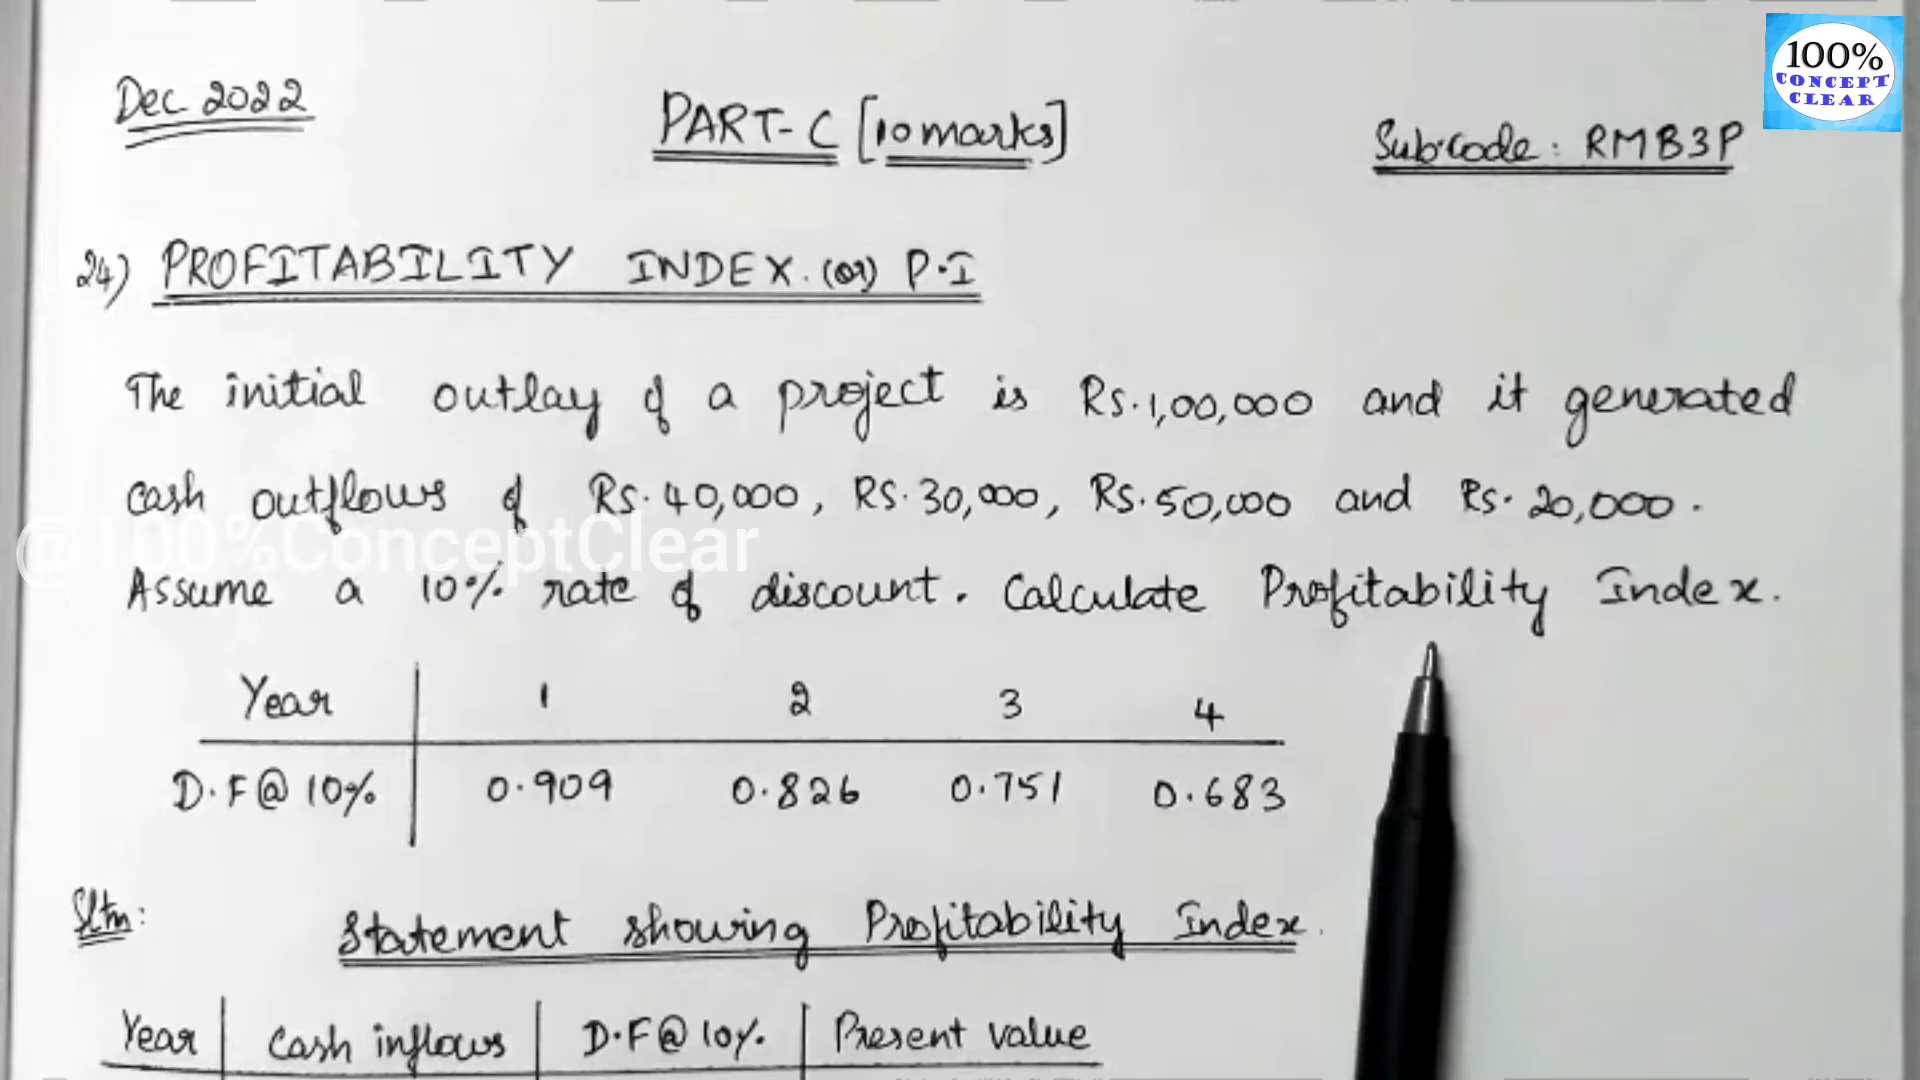 100%
CONCEPT
CLEAR
Dec 2022
PART-C [10 marks]
Sub.code: RMB3P
24) PROFITABILITY INDEX. (or) P.I
The initial outlay of a project is Rs.1,00,000 and it generated
cash outflows of Rs.40,000, Rs.30,000, Rs.50,000 and Rs.20,000.
@100%ConceptClear
Assume a 10% rate of discount. Calculate Profitability Index.
Year 1 2 3 4
D.F@10% 0.909 0.826 0.751 0.683
Sltn:
Statement showing Profitability Index.
Year Cash inflows D.F@10%. Present value